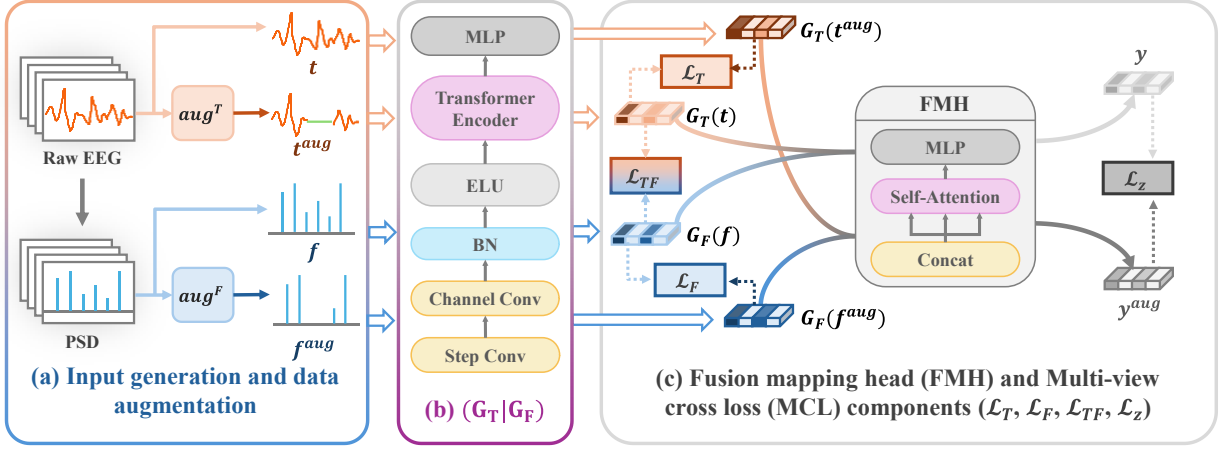 Raw EEG
PSD
aug^T
aug^F
t
t^aug
f
f^aug
(a) Input generation and data
augmentation
MLP
Transformer
Encoder
ELU
BN
Channel Conv
Step Conv
(b) (G_T|G_F)
G_T(t^aug)
ℒ_T
G_T(t)
ℒ_TF
G_F(f)
ℒ_F
G_F(f^aug)
FMH
MLP
Self-Attention
Concat
y
ℒ_z
y^aug
(c) Fusion mapping head (FMH) and Multi-view
cross loss (MCL) components (ℒ_T, ℒ_F, ℒ_TF, ℒ_z)